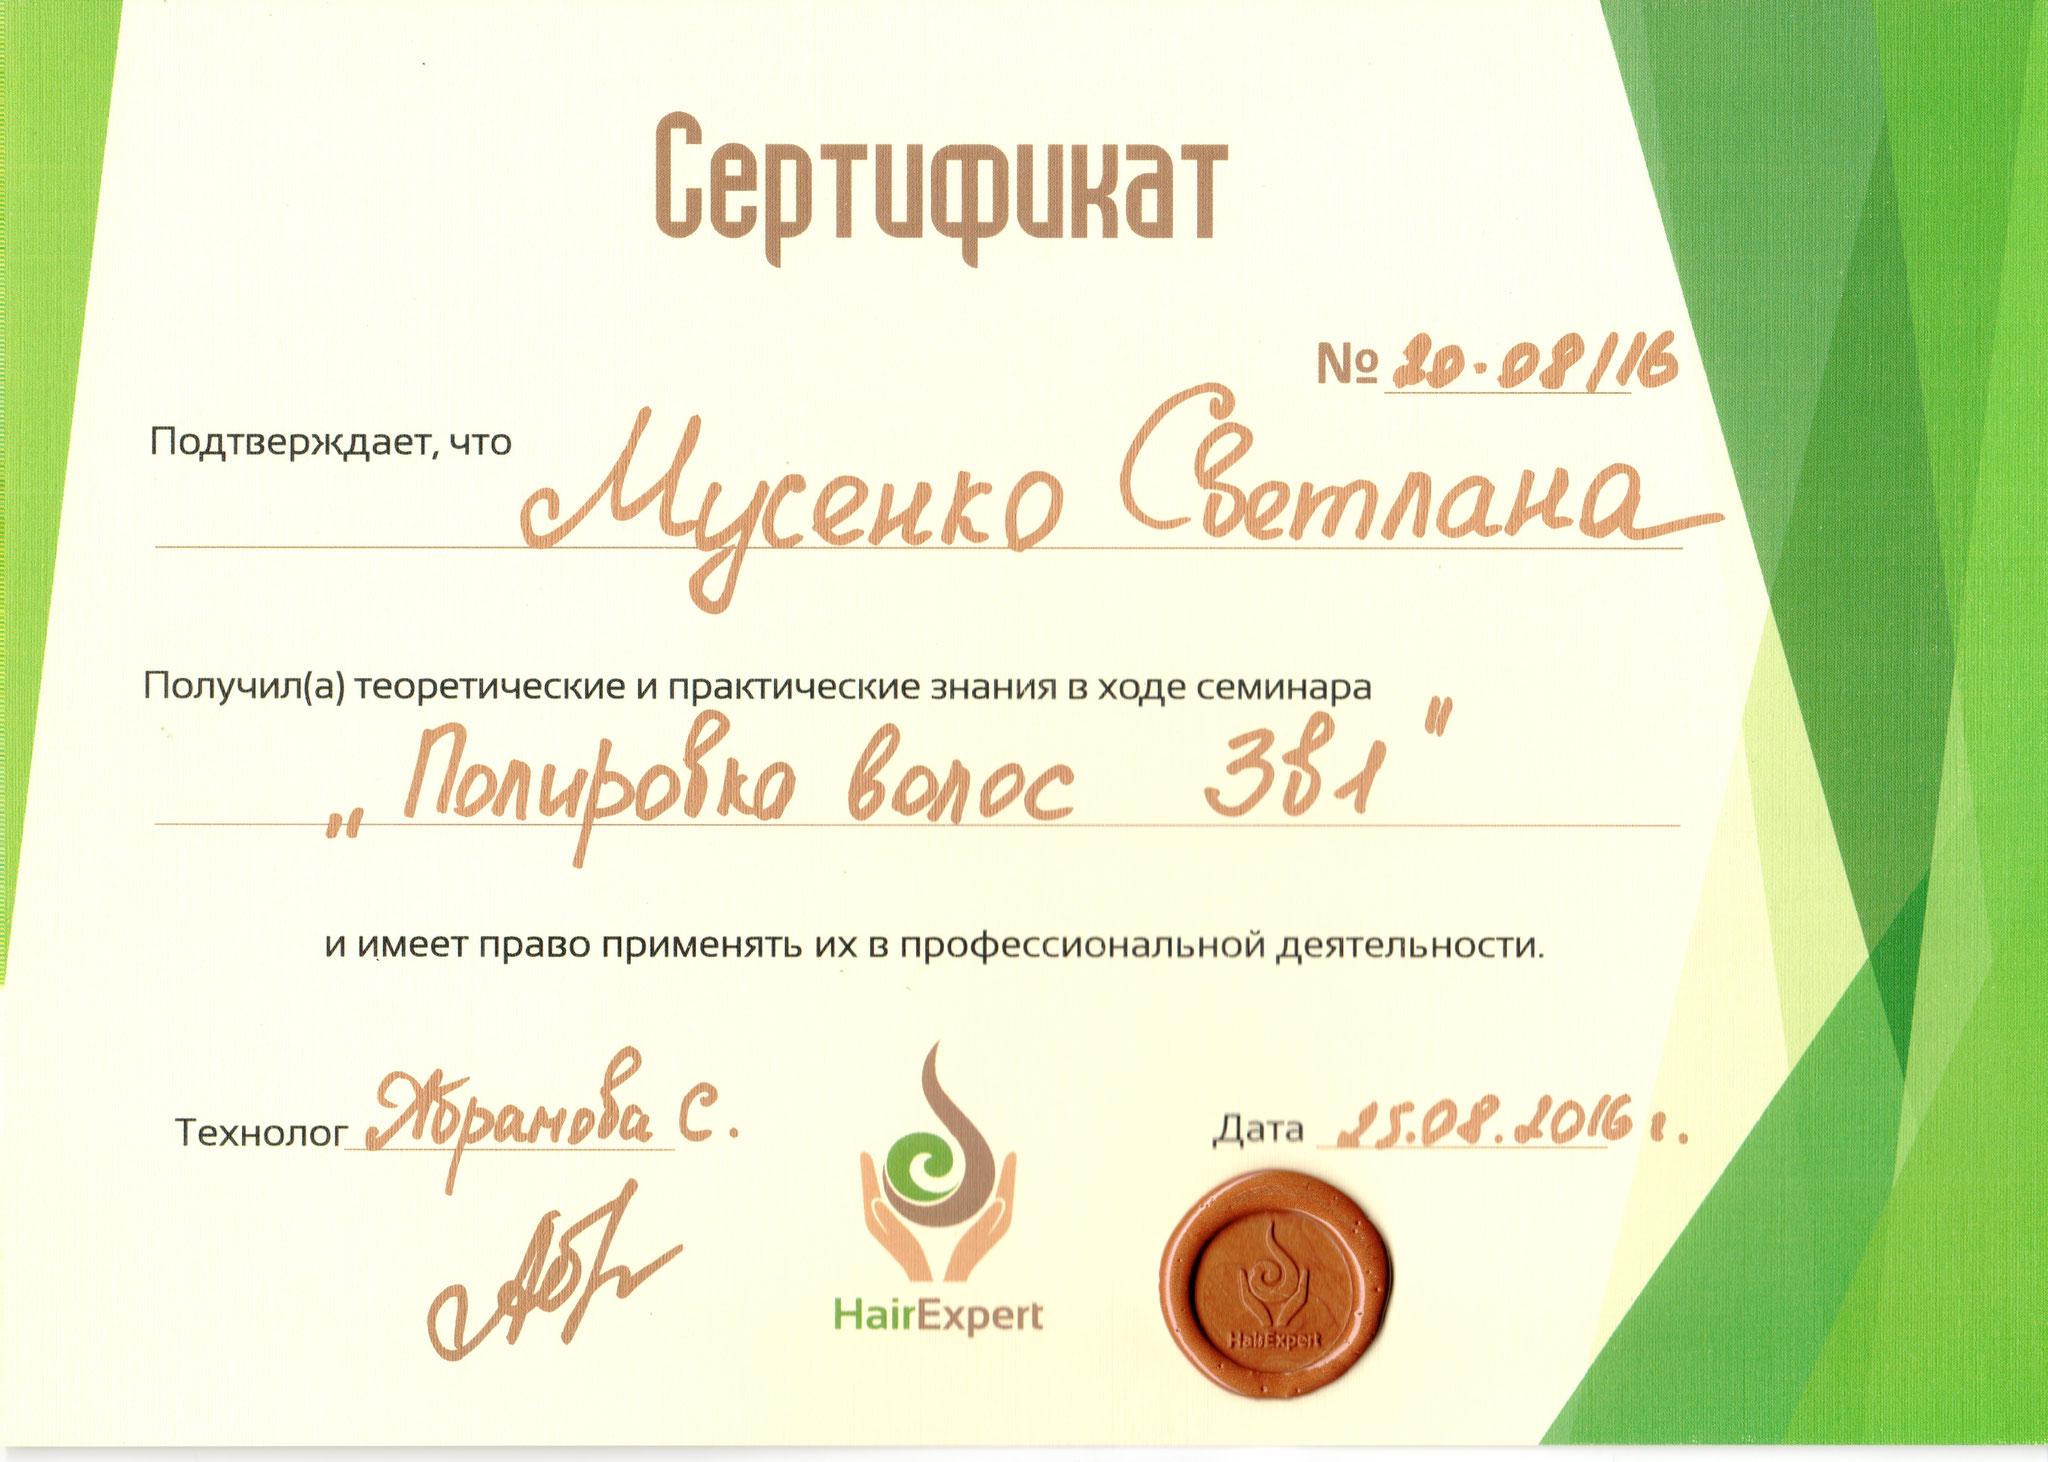 Сертификат
№ 20.08/16
Подтверждает, что
Мусенко Светлана
Получил(а) теоретические и практические знания в ходе семинара
„Полировка волос 3в1"
и имеет право применять их в профессиональной деятельности.
Технолог Абрамова С.
Дата 25.08.2016 г.
HairExpert
HairExpert